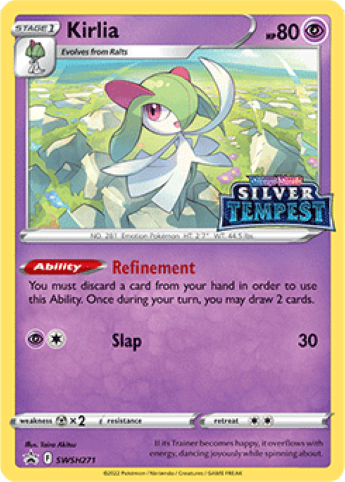 STAGE 1
Kirlia
HP 80
Evolves from Ralts
Sword & Shield
SILVER
TEMPEST
NO. 281 Emotion Pokémon HT: 2'7" WT: 44.5 lbs.
Ability Refinement
You must discard a card from your hand in order to use
this Ability. Once during your turn, you may draw 2 cards.
Slap 30
weakness ×2 resistance retreat
Illus. Taira Akitsu
F SWSH271
If its Trainer becomes happy, it overflows with
energy, dancing joyously while spinning about.
©2022 Pokémon / Nintendo / Creatures / GAME FREAK